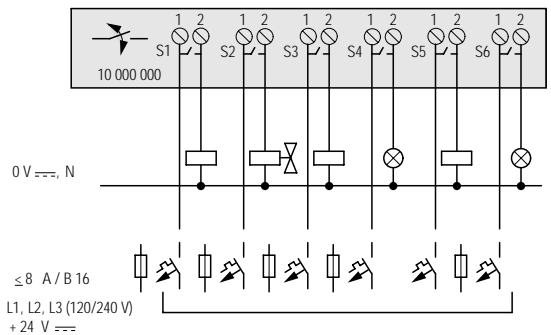 1 2 1 2 1 2 1 2 1 2 1 2
S1 S2 S3 S4 S5 S6
10 000 000
0 V, N
≤8 A / B 16
L1, L2, L3 (120/240 V)
+ 24 V